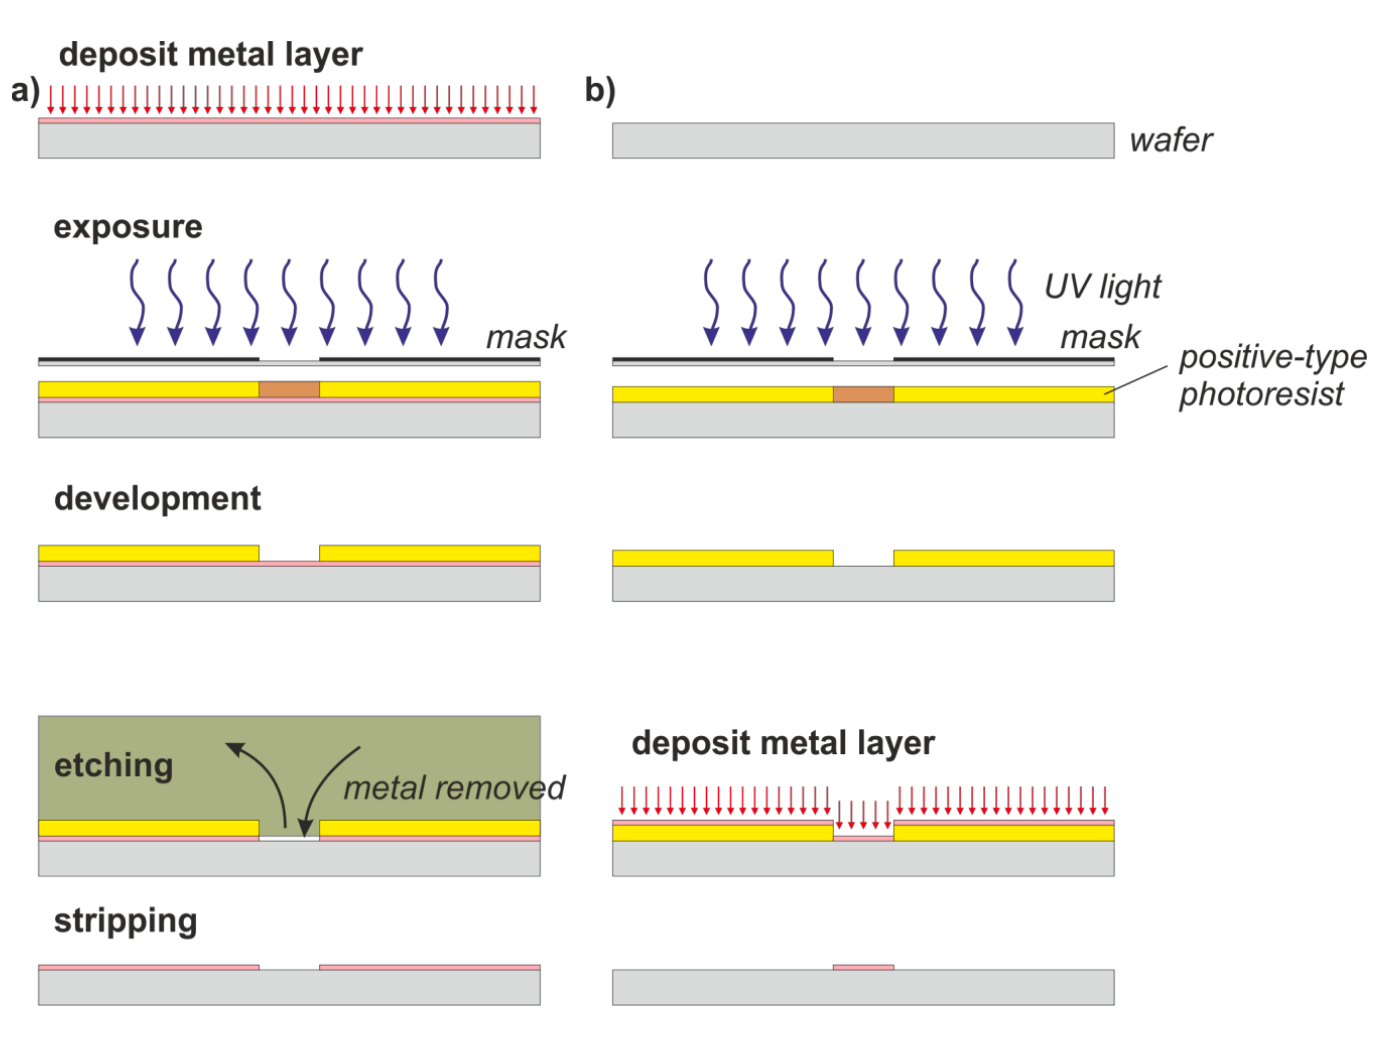 deposit metal layer
a)
b)
wafer
exposure
UV light
mask
mask
positive-type
photoresist
development
etching
metal removed
deposit metal layer
stripping